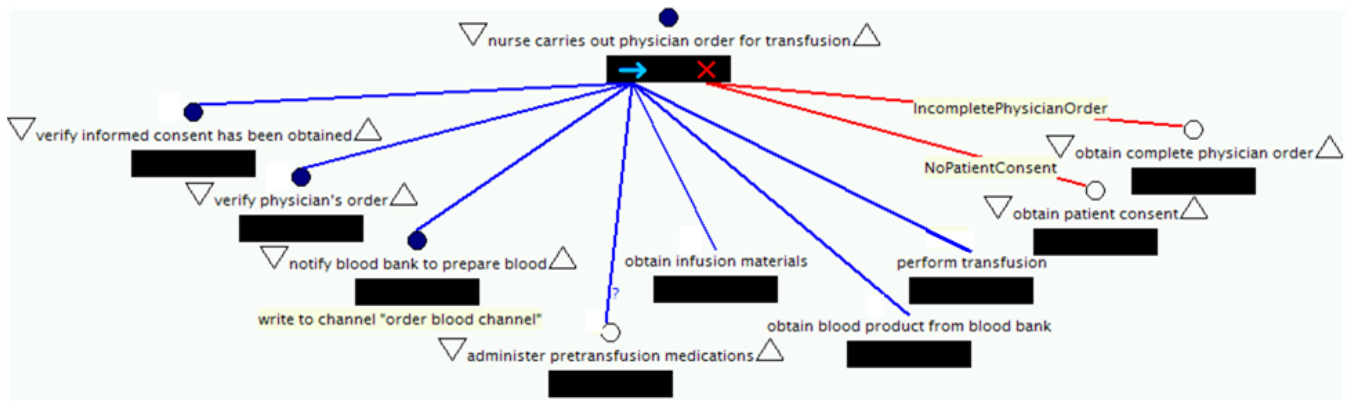 nurse carries out physician order for transfusion
IncompletePhysicianOrder
verify informed consent has been obtained
obtain complete physician order
NoPatientConsent
verify physician's order
obtain patient consent
notify blood bank to prepare blood
obtain infusion materials
perform transfusion
?
write to channel "order blood channel"
obtain blood product from blood bank
administer pretransfusion medications